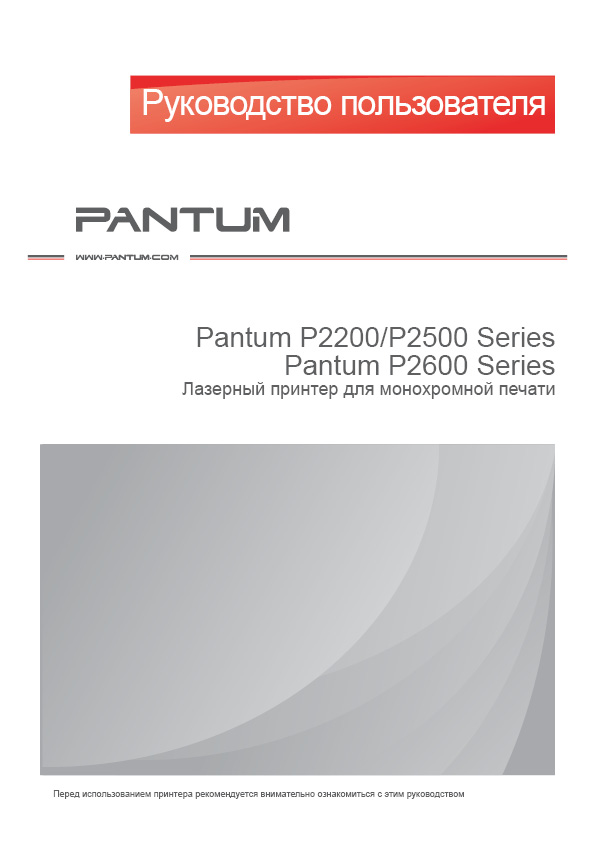 Руководство пользователя
PANTUM
WWW.PANTUM.COM
Pantum P2200/P2500 Series
Pantum P2600 Series
Лазерный принтер для монохромной печати
Перед использованием принтера рекомендуется внимательно ознакомиться с этим руководством